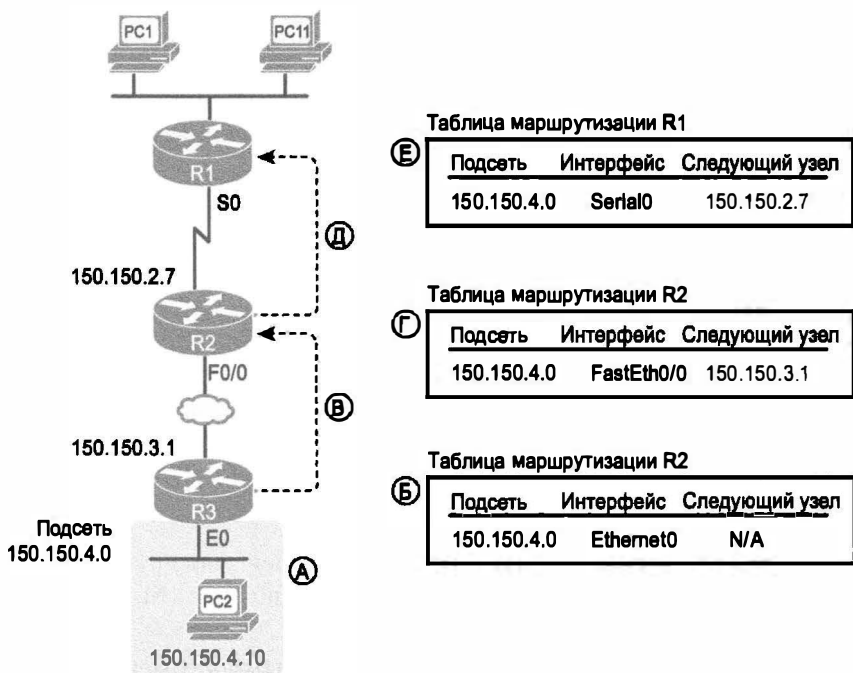 PC1
PC11
R1
S0
Д
150.150.2.7
R2
F0/0
В
150.150.3.1
R3
Подсеть
150.150.4.0
E0
А
PC2
150.150.4.10
Таблица маршрутизации R1
Е
Подсеть Интерфейс Следующий узел
150.150.4.0 Serial0 150.150.2.7
Таблица маршрутизации R2
Г
Подсеть Интерфейс Следующий узел
150.150.4.0 FastEth0/0 150.150.3.1
Таблица маршрутизации R2
Б
Подсеть Интерфейс Следующий узел
150.150.4.0 Ethernet0 N/A